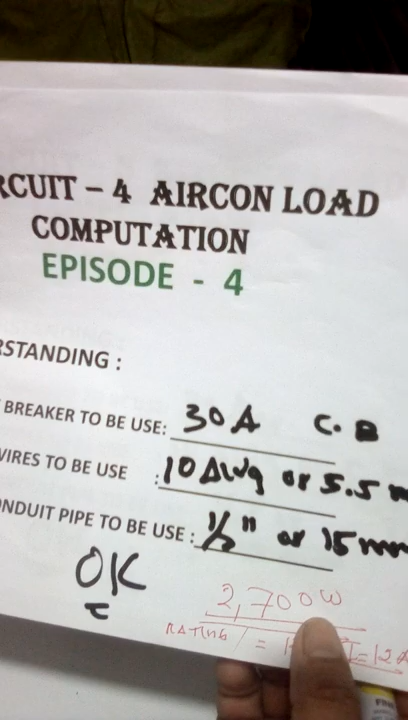 RCUIT - 4 AIRCON LOAD
COMPUTATION
EPISODE - 4
RSTANDING :
BREAKER TO BE USE: 30A C.B
WIRES TO BE USE : 10 AWg or 5.5 m
ONDUIT PIPE TO BE USE : 1/2" or 15mm
OK
2,700W
RATING / =